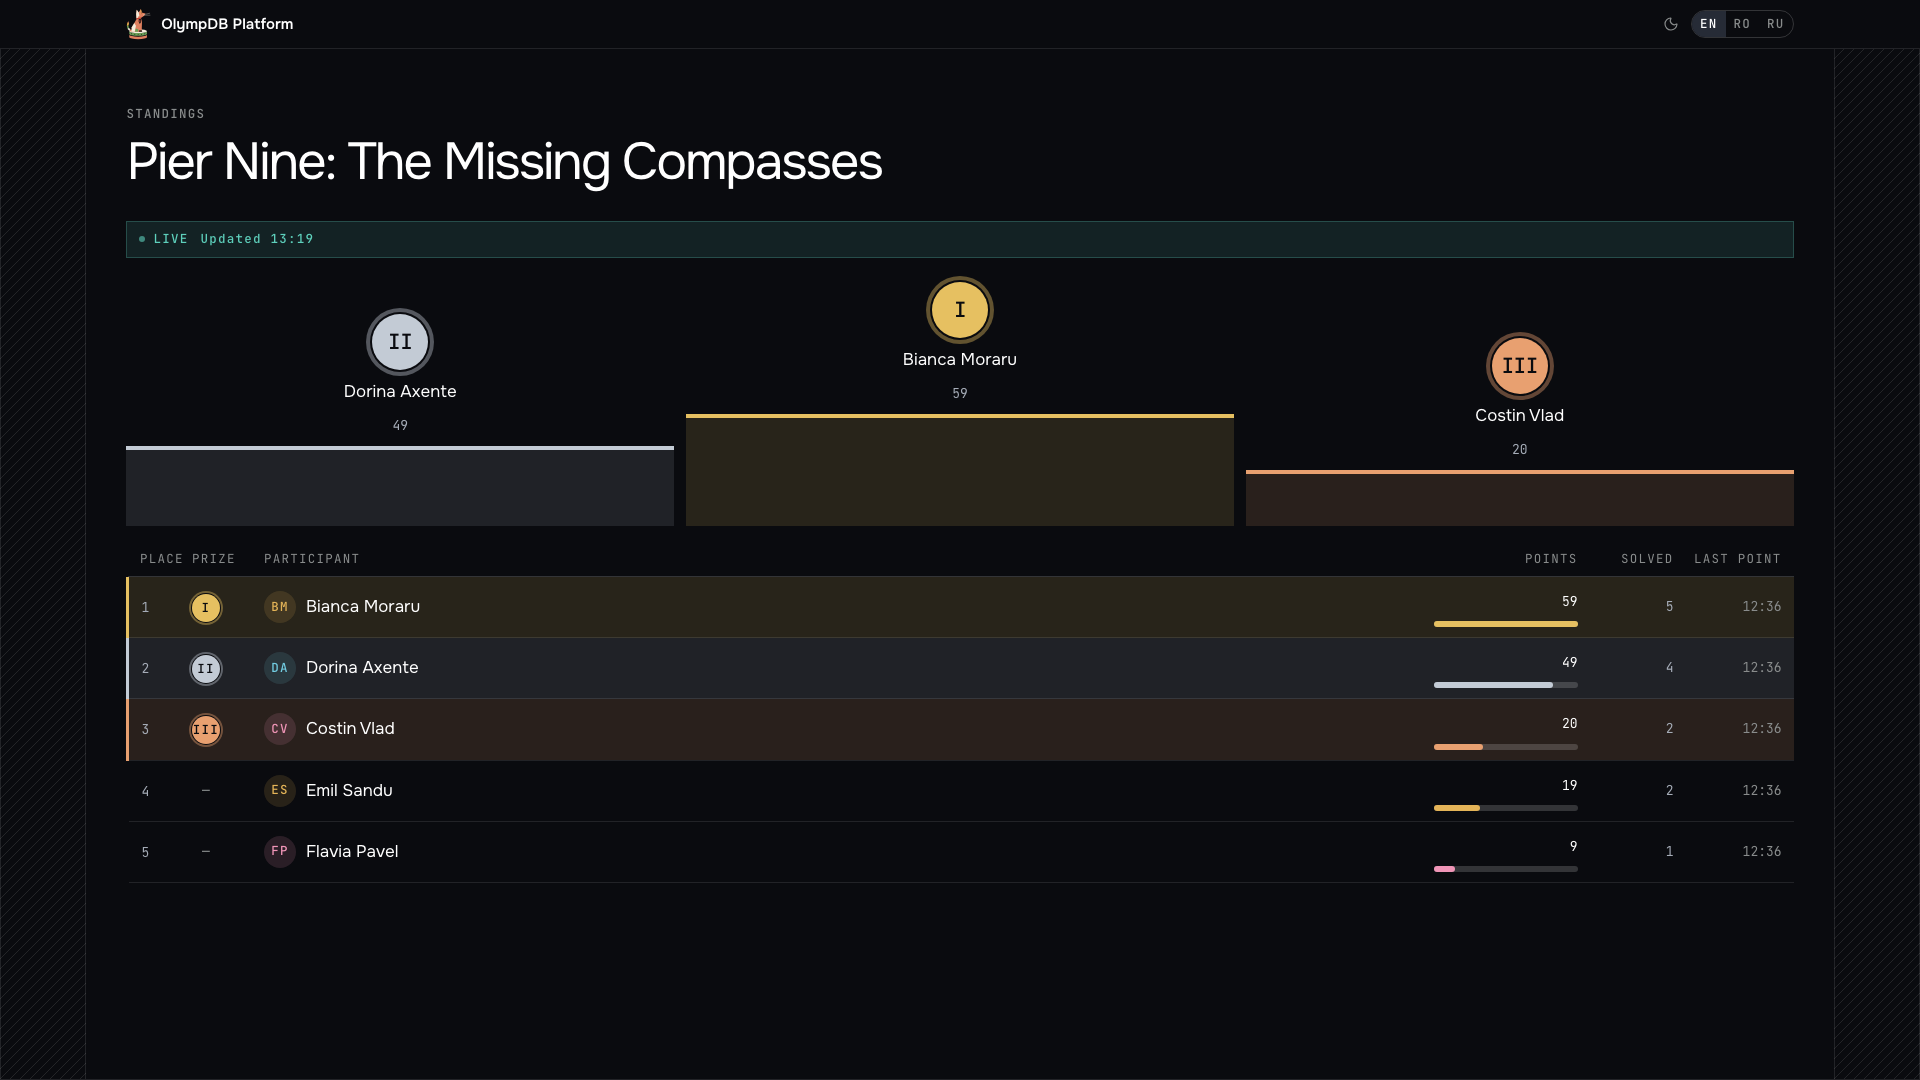 OlympDB Platform
EN RO RU
STANDINGS
Pier Nine: The Missing Compasses
LIVE Updated 13:19
I
Bianca Moraru
59
II
Dorina Axente
49
III
Costin Vlad
20
PLACE PRIZE PARTICIPANT POINTS SOLVED LAST POINT
1 I BM Bianca Moraru 59 5 12:36
2 II DA Dorina Axente 49 4 12:36
3 III CV Costin Vlad 20 2 12:36
4 — ES Emil Sandu 19 2 12:36
5 — FP Flavia Pavel 9 1 12:36